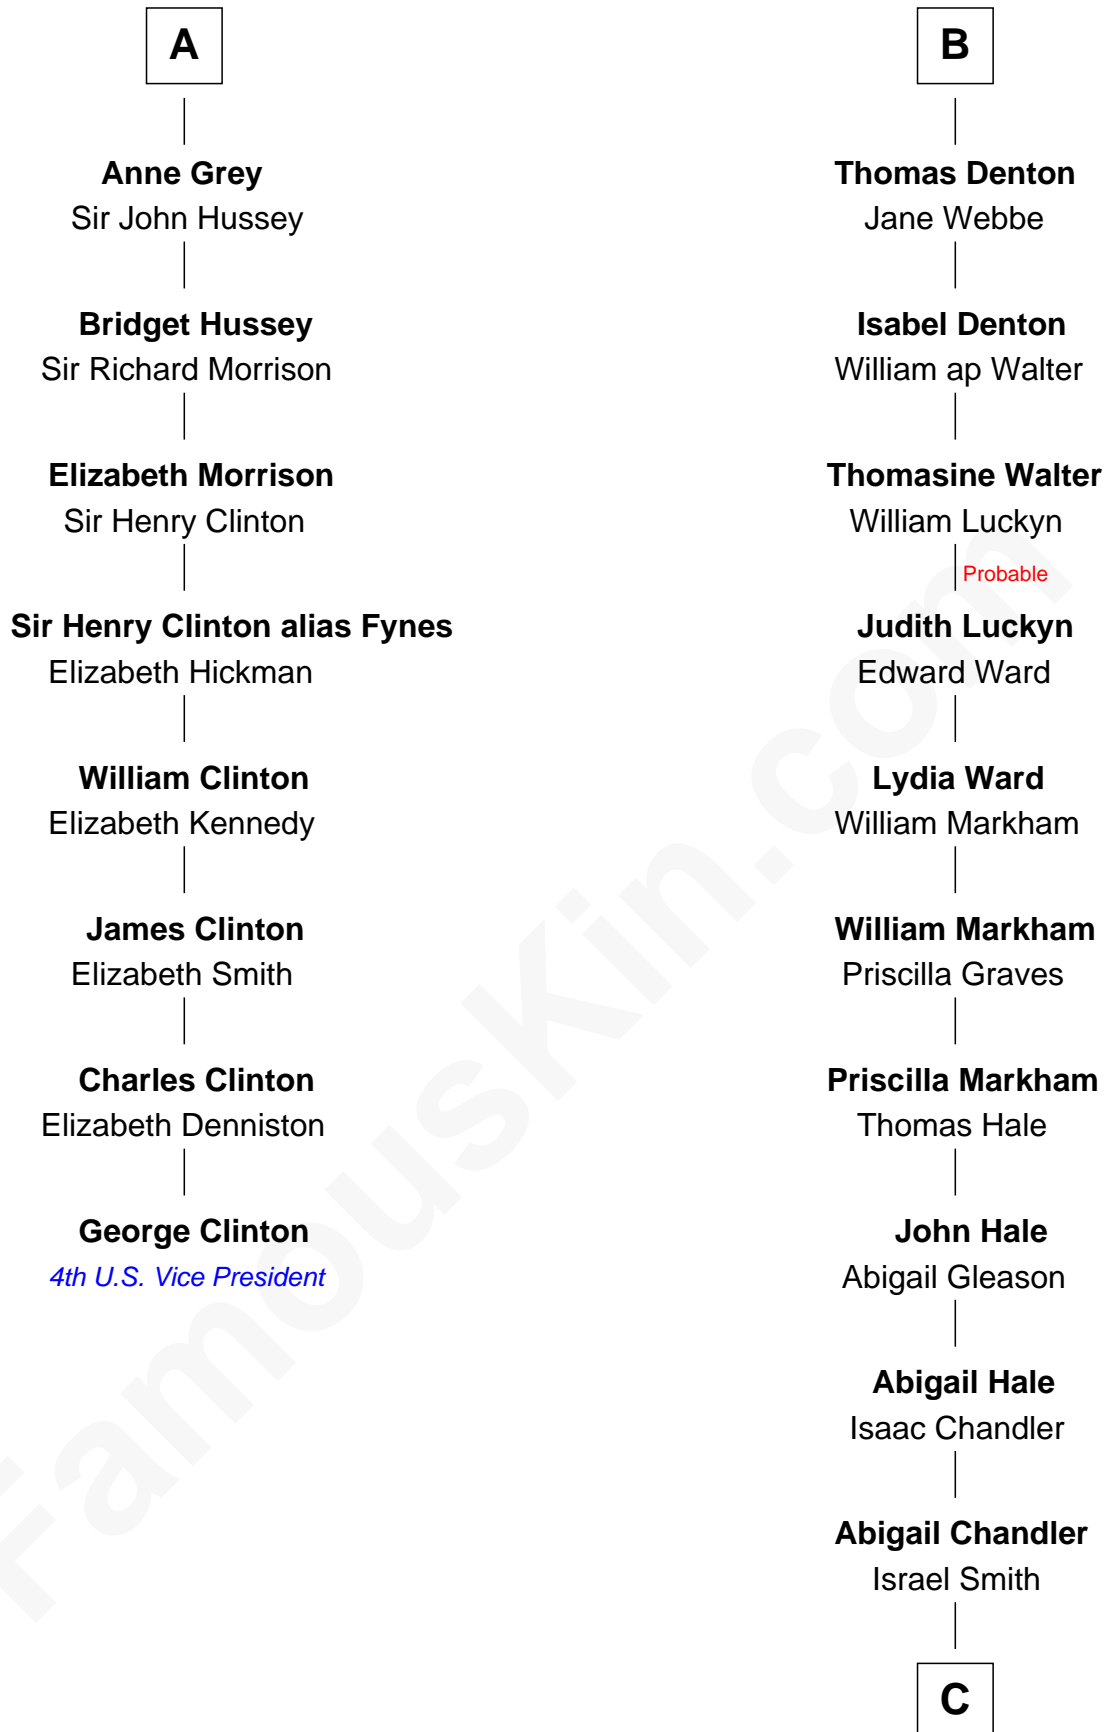 A
Anne Grey
Sir John Hussey
Bridget Hussey
Sir Richard Morrison
Elizabeth Morrison
Sir Henry Clinton
Sir Henry Clinton alias Fynes
Elizabeth Hickman
William Clinton
Elizabeth Kennedy
James Clinton
Elizabeth Smith
Charles Clinton
Elizabeth Denniston
George Clinton
4th U.S. Vice President
B
Thomas Denton
Jane Webbe
Isabel Denton
William ap Walter
Thomasine Walter
William Luckyn
Probable
Judith Luckyn
Edward Ward
Lydia Ward
William Markham
William Markham
Priscilla Graves
Priscilla Markham
Thomas Hale
John Hale
Abigail Gleason
Abigail Hale
Isaac Chandler
Abigail Chandler
Israel Smith
C
FamousKin.com